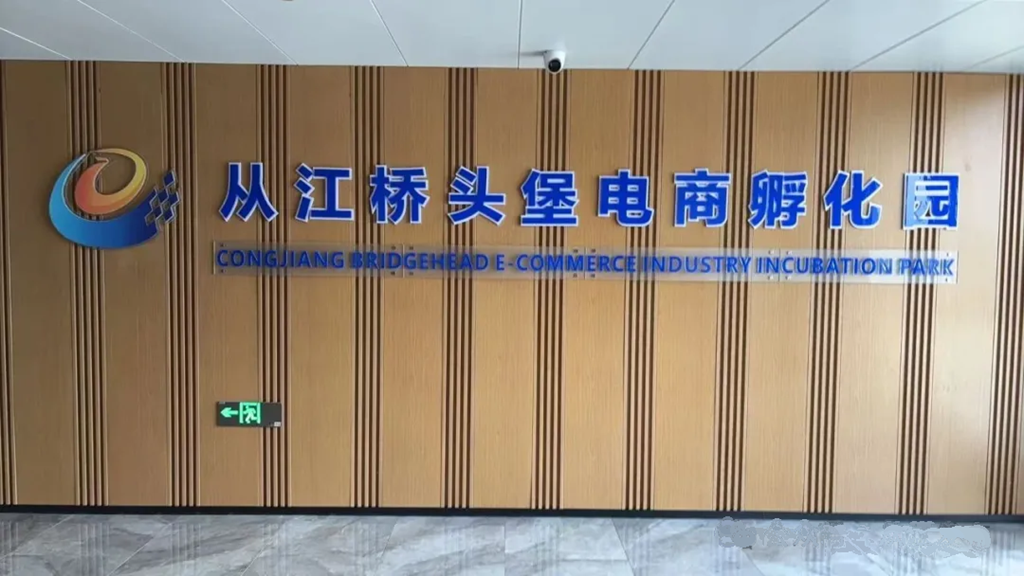 从江桥头堡电商孵化园
CONGJIANG BRIDGEHEAD E-COMMERCE INDUSTRY INCUBATION PARK